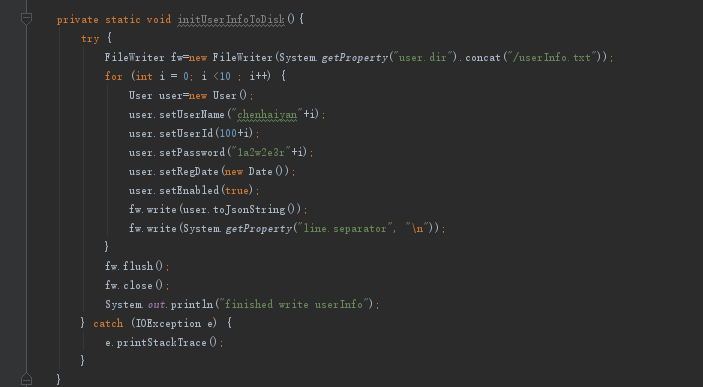 private static void initUserInfoToDisk(){
try {
FileWriter fw=new FileWriter(System.getProperty("user.dir").concat("/userInfo.txt"));
for (int i = 0; i <10 ; i++) {
User user=new User();
user.setUserName("chenhaiyan"+i);
user.setUserId(100+i);
user.setPassword("1a2w2e3r"+i);
user.setRegDate(new Date());
user.setEnabled(true);
fw.write(user.toJsonString());
fw.write(System.getProperty("line.separator", "\n"));
}
fw.flush();
fw.close();
System.out.println("finished write userInfo");
} catch (IOException e) {
e.printStackTrace();
}
}